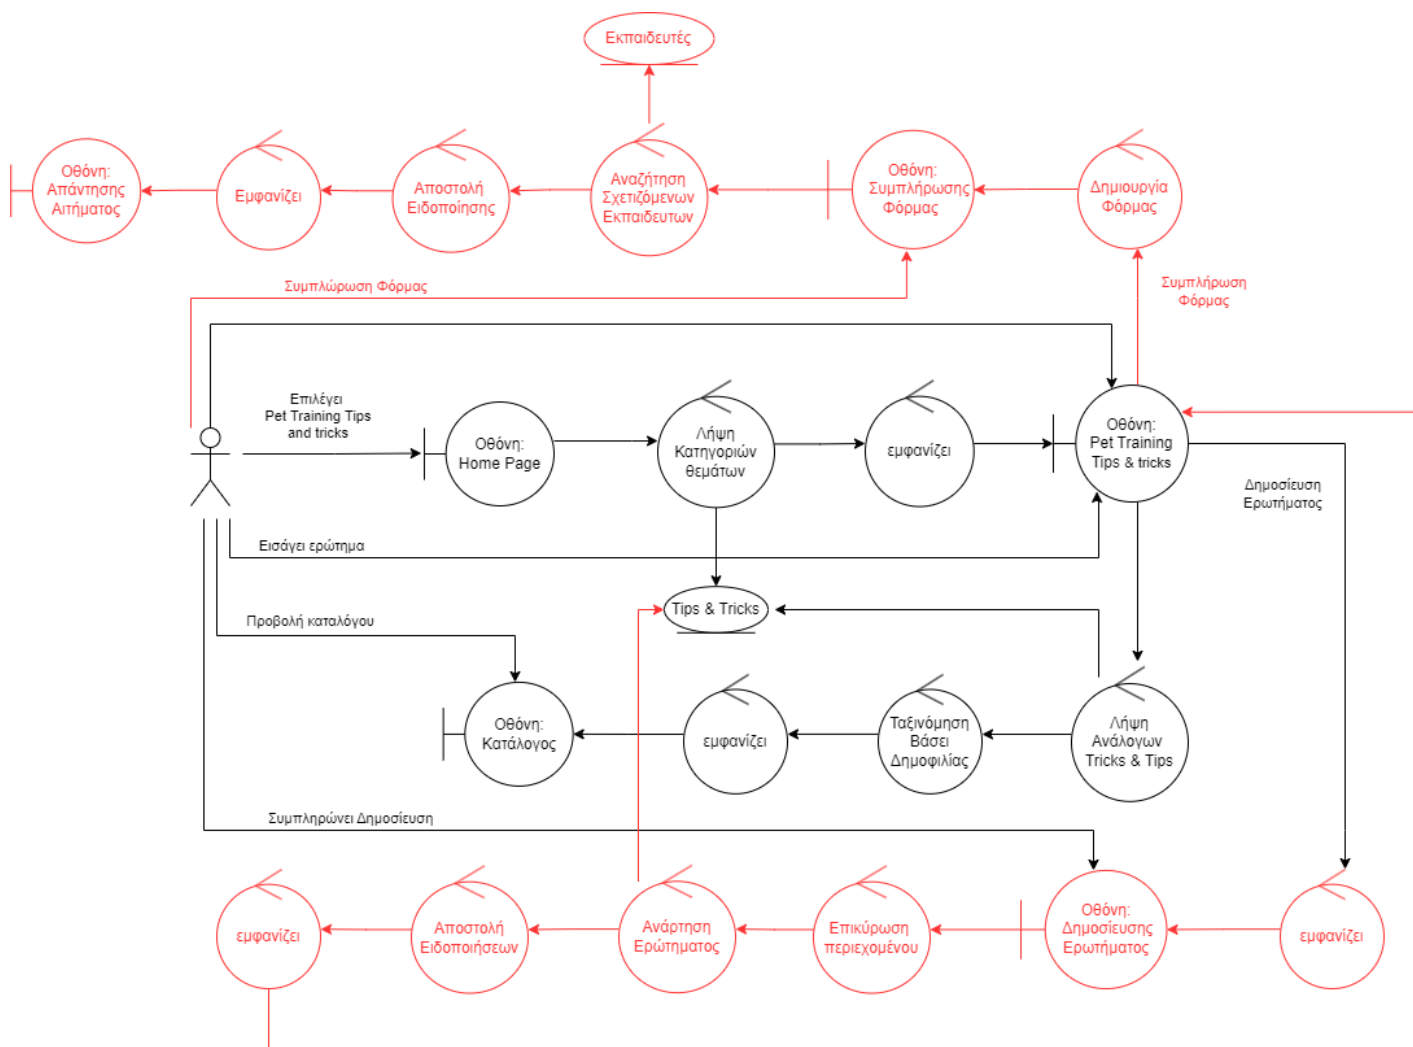 Εκπαιδευτές
Οθόνη:
Απάντησης
Αιτήματος
Εμφανίζει
Αποστολή
Ειδοποίησης
Αναζήτηση
Σχετιζόμενων
Εκπαιδευτων
Οθόνη:
Συμπλήρωσης
Φόρμας
Δημιουργία
Φόρμας
Συμπλώρωση Φόρμας
Συμπλήρωση
Φόρμας
Επιλέγει
Pet Training Tips
and tricks
Οθόνη:
Home Page
Λήψη
Κατηγοριών
θεμάτων
εμφανίζει
Οθόνη:
Pet Training
Tips & tricks
Δημοσίευση
Ερωτήματος
Εισάγει ερώτημα
Tips & Tricks
Προβολή καταλόγου
Οθόνη:
Κατάλογος
εμφανίζει
Ταξινόμηση
Βάσει
Δημοφιλίας
Λήψη
Ανάλογων
Tricks & Tips
Συμπληρώνει Δημοσίευση
εμφανίζει
Αποστολή
Ειδοποιήσεων
Ανάρτηση
Ερώτηματος
Επικύρωση
περιεχομένου
Οθόνη:
Δημοσίευσης
Ερωτήματος
εμφανίζει